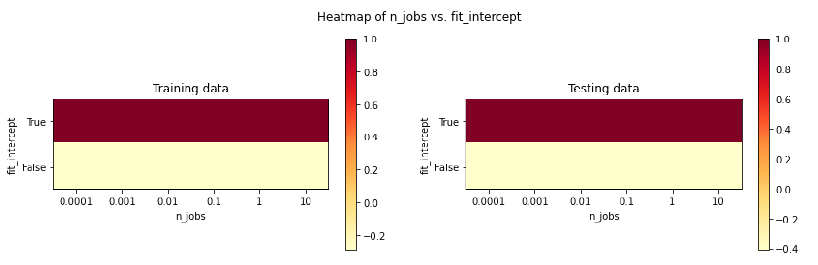 Heatmap of n_jobs vs. fit_intercept
Training data
fit_intercept
True
False
0.0001 0.001 0.01 0.1 1 10
n_jobs
1.0
0.8
0.6
0.4
0.2
0.0
−0.2
Testing data
fit_intercept
True
False
0.0001 0.001 0.01 0.1 1 10
n_jobs
1.0
0.8
0.6
0.4
0.2
0.0
−0.2
−0.4